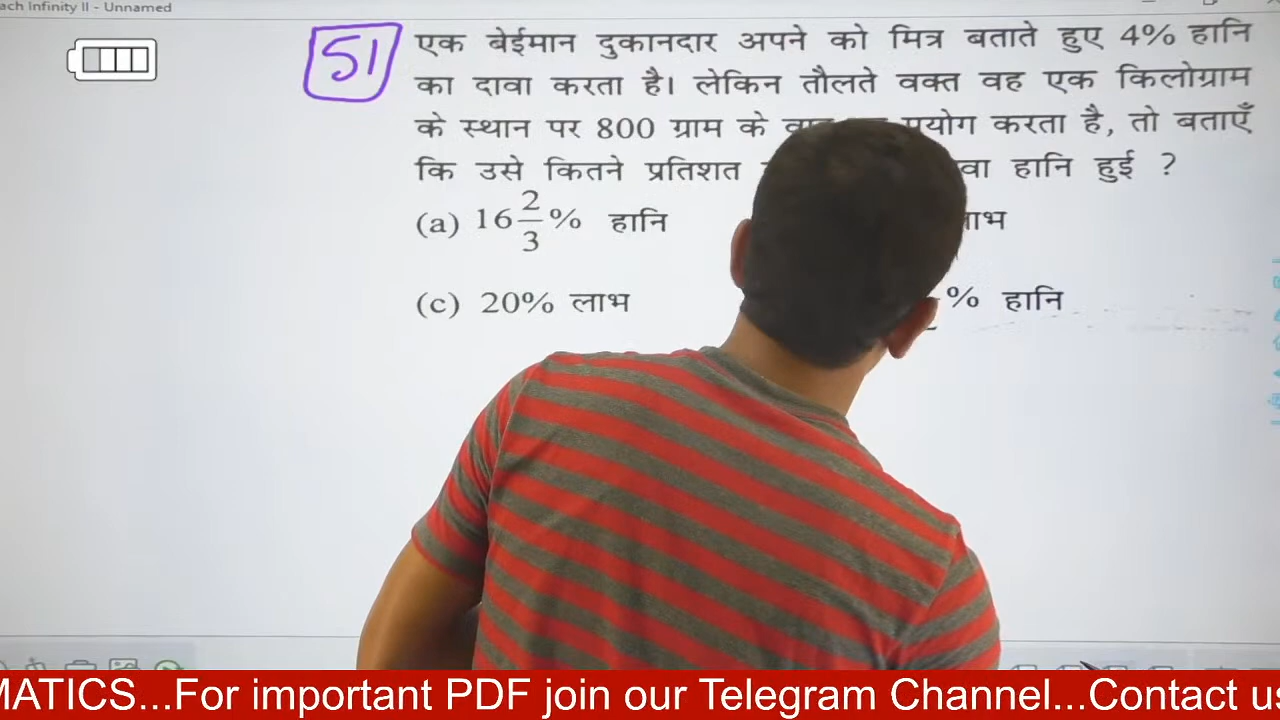 ach Infinity II - Unnamed
51 एक बेईमान दुकानदार अपने को मित्र बताते हुए 4% हानि
का दावा करता है। लेकिन तौलते वक्त वह एक किलोग्राम
के स्थान पर 800 ग्राम के प्रयोग करता है, तो बताएँ
कि उसे कितने प्रतिशत हानि हुई ?
(a) 16 2/3 % हानि
(c) 20% लाभ % हानि
MATICS...For important PDF join our Telegram Channel...Contact us